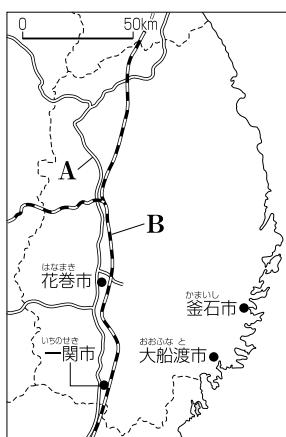 0 50km
A
B
はなまき
花巻市
かまいし
釜石市
いちのせき
一関市
おおふなと
大船渡市